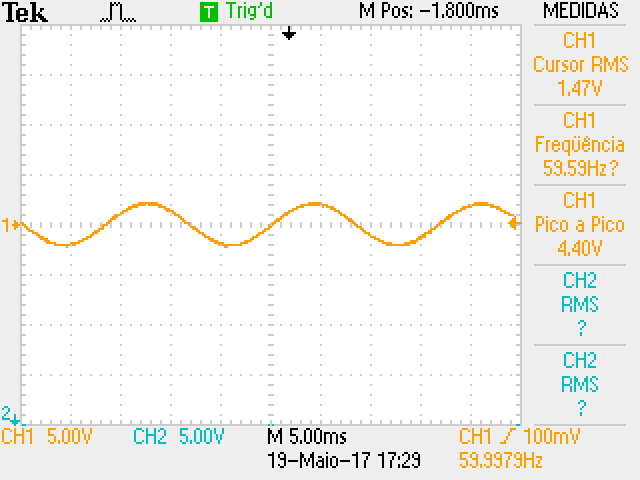 Tek T Trig'd M Pos: -1.800ms MEDIDAS
CH1
Cursor RMS
1.47V
CH1
Freqüência
59.59Hz?
CH1
Pico a Pico
4.40V
CH2
RMS
?
CH2
RMS
?
1
2
CH1 5.00V CH2 5.00V M 5.00ms CH1 100mV
19-Maio-17 17:29 59.9979Hz